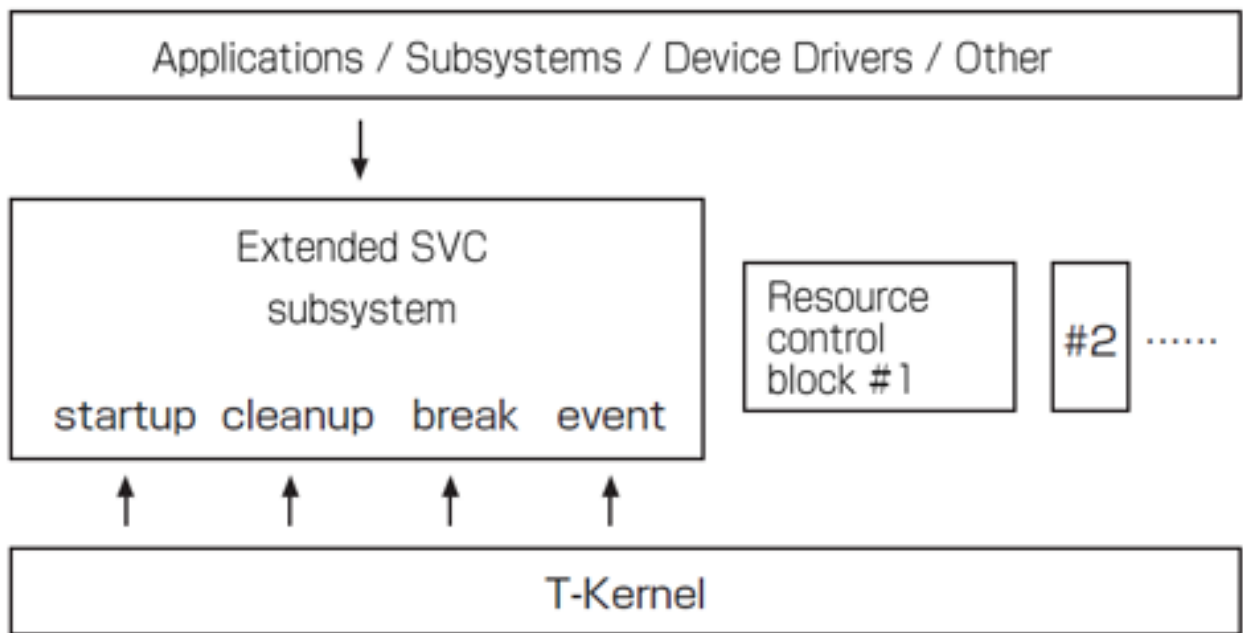 Applications / Subsystems / Device Drivers / Other
Extended SVC
subsystem
startup cleanup break event
Resource
control
block #1
#2 ……
T-Kernel